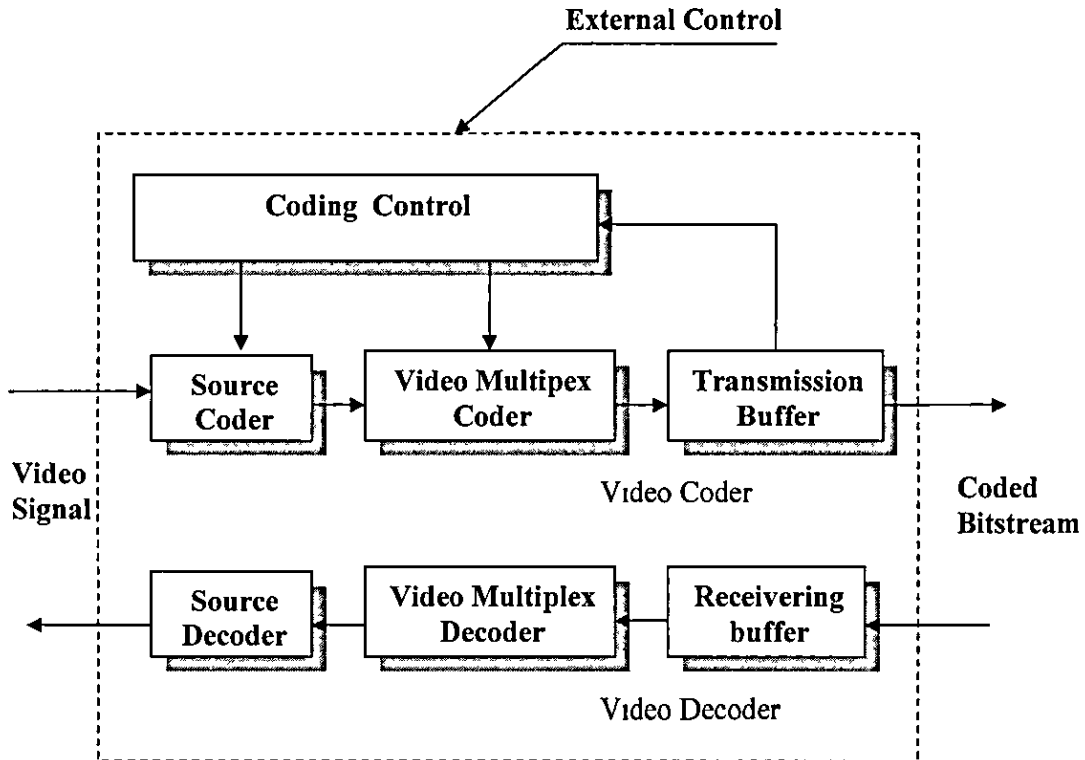 External Control
Coding Control
Source
Coder
Video Multipex
Coder
Transmission
Buffer
Video
Signal
Video Coder
Coded
Bitstream
Source
Decoder
Video Multiplex
Decoder
Receivering
buffer
Video Decoder